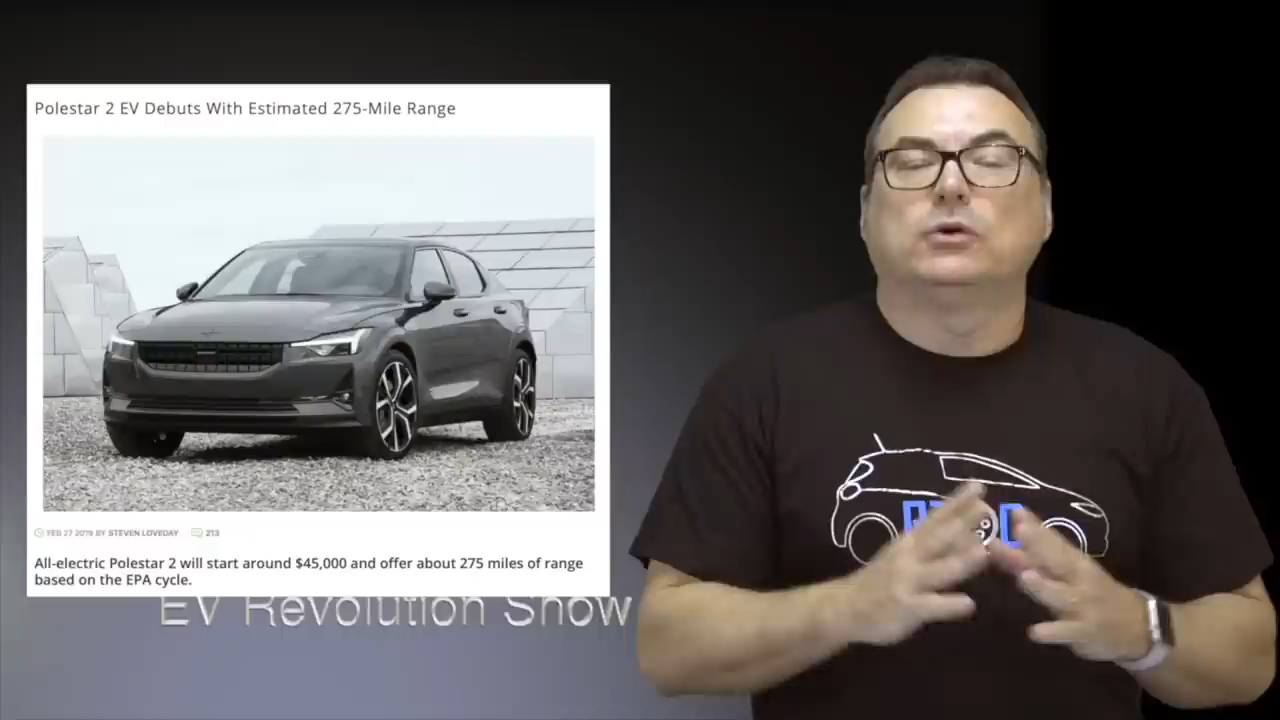 Polestar 2 EV Debuts With Estimated 275-Mile Range
FEB 27 2019 BY STEVEN LOVEDAY 213
All-electric Polestar 2 will start around $45,000 and offer about 275 miles of range
based on the EPA cycle.
EV Revolution Show